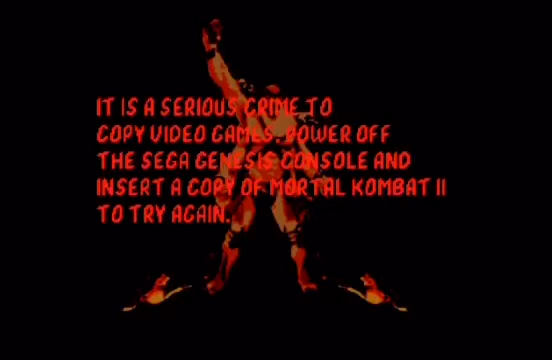 IT IS A SERIOUS CRIME TO
COPY VIDEO GAMES. POWER OFF
THE SEGA GENESIS CONSOLE AND
INSERT A COPY OF MORTAL KOMBAT II
TO TRY AGAIN.